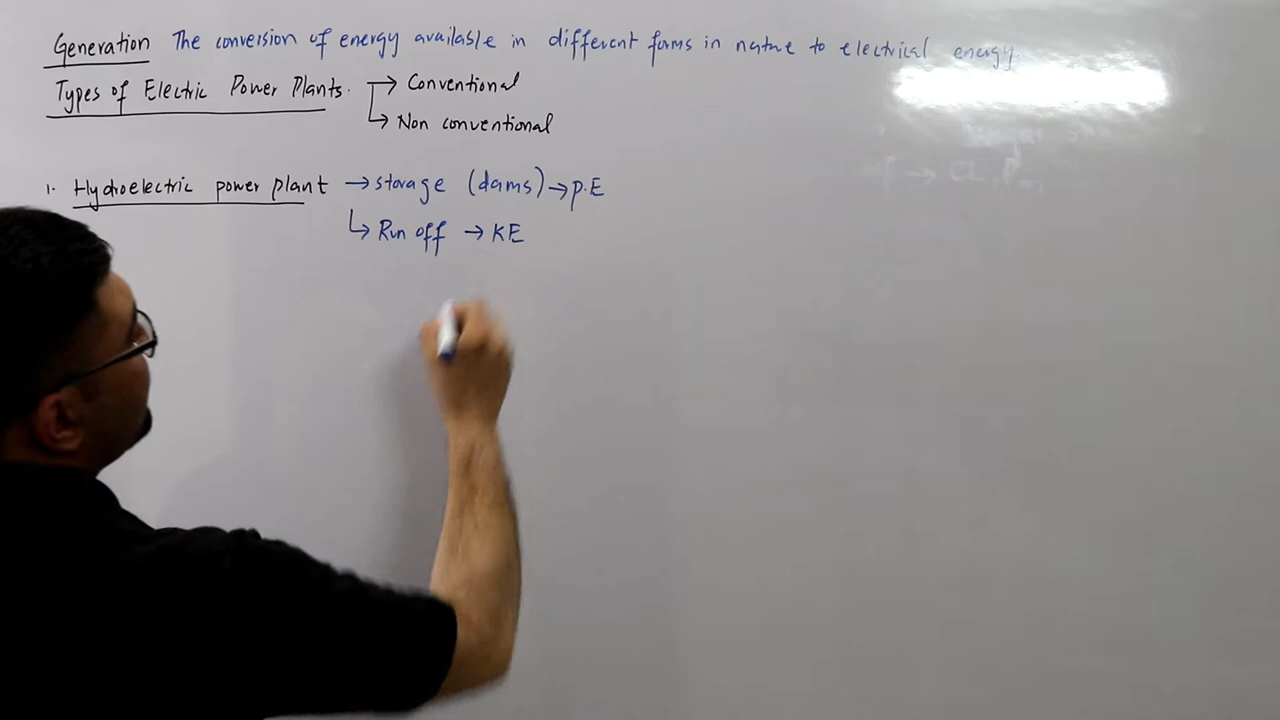 Generation The conversion of energy available in different forms in nature to electrical energy.
Types of Electric Power Plants. → Conventional
↳ Non conventional
1. Hydroelectric power plant → storage (dams) → P.E
↳ Run off → KE